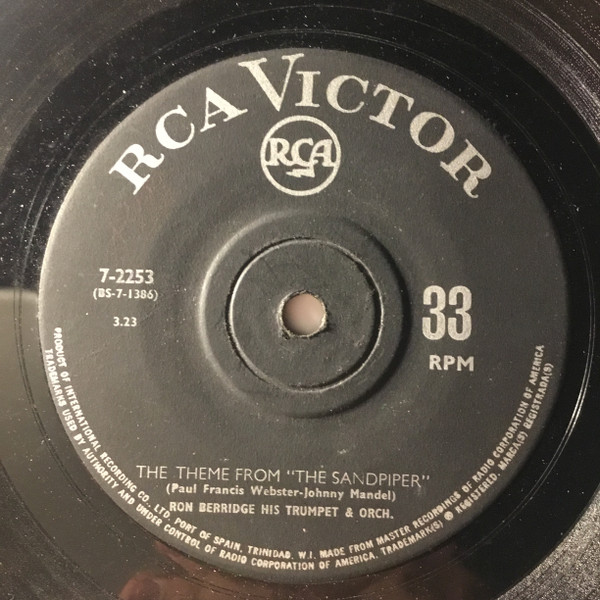 RCA VICTOR
RCA
7-2253
(BS-7-1386)
3.23
33
RPM
THE THEME FROM "THE SANDPIPER"
(Paul Francis Webster-Johnny Mandel)
RON BERRIDGE HIS TRUMPET & ORCH.
PRODUCT OF INTERNATIONAL RECORDING CO., LTD. PORT OF SPAIN, TRINIDAD. W.I. MADE FROM MASTER RECORDINGS OF RADIO CORPORATION OF AMERICA
TRADEMARKS USED BY AUTHORITY AND UNDER CONTROL OF RADIO CORPORATION OF AMERICA. TRADEMARK(S) ® REGISTERED. MARCA(S) REGISTRADA(S)